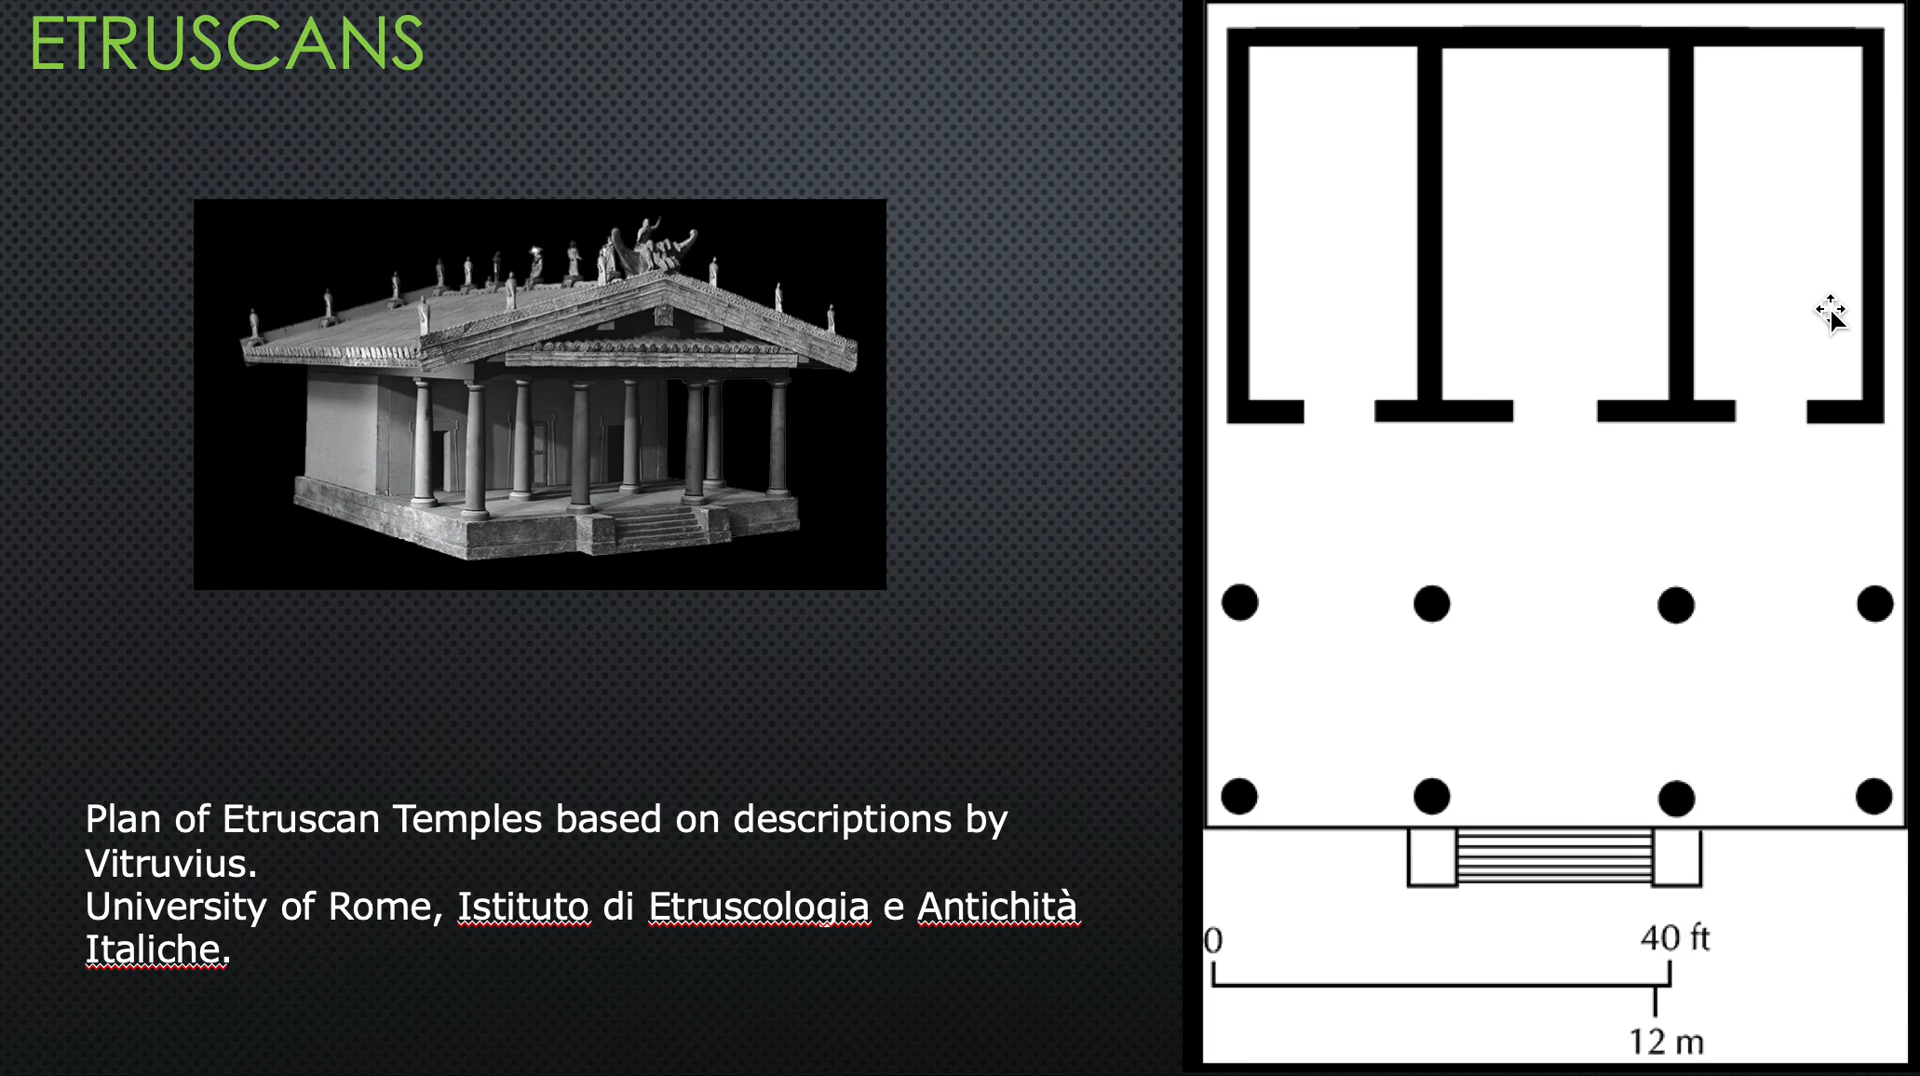 ETRUSCANS
Plan of Etruscan Temples based on descriptions by
Vitruvius.
University of Rome, Istituto di Etruscologia e Antichità
Italiche.
0
40 ft
12 m